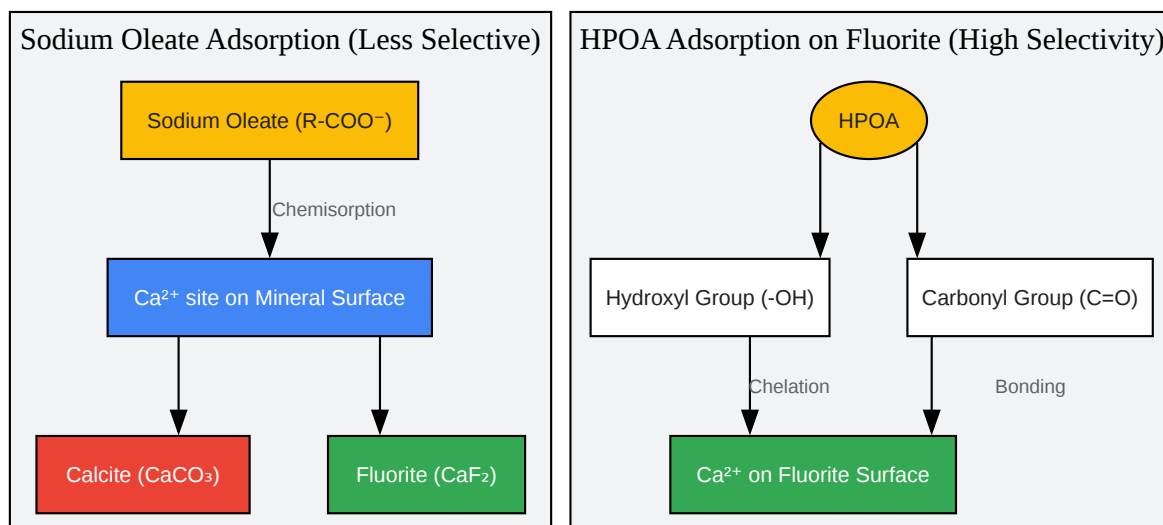 Sodium Oleate Adsorption (Less Selective)
Sodium Oleate (R-COO⁻)
Chemisorption
Ca²⁺ site on Mineral Surface
Calcite (CaCO₃)
Fluorite (CaF₂)
HPOA Adsorption on Fluorite (High Selectivity)
HPOA
Hydroxyl Group (-OH)
Carbonyl Group (C=O)
Chelation
Bonding
Ca²⁺ on Fluorite Surface